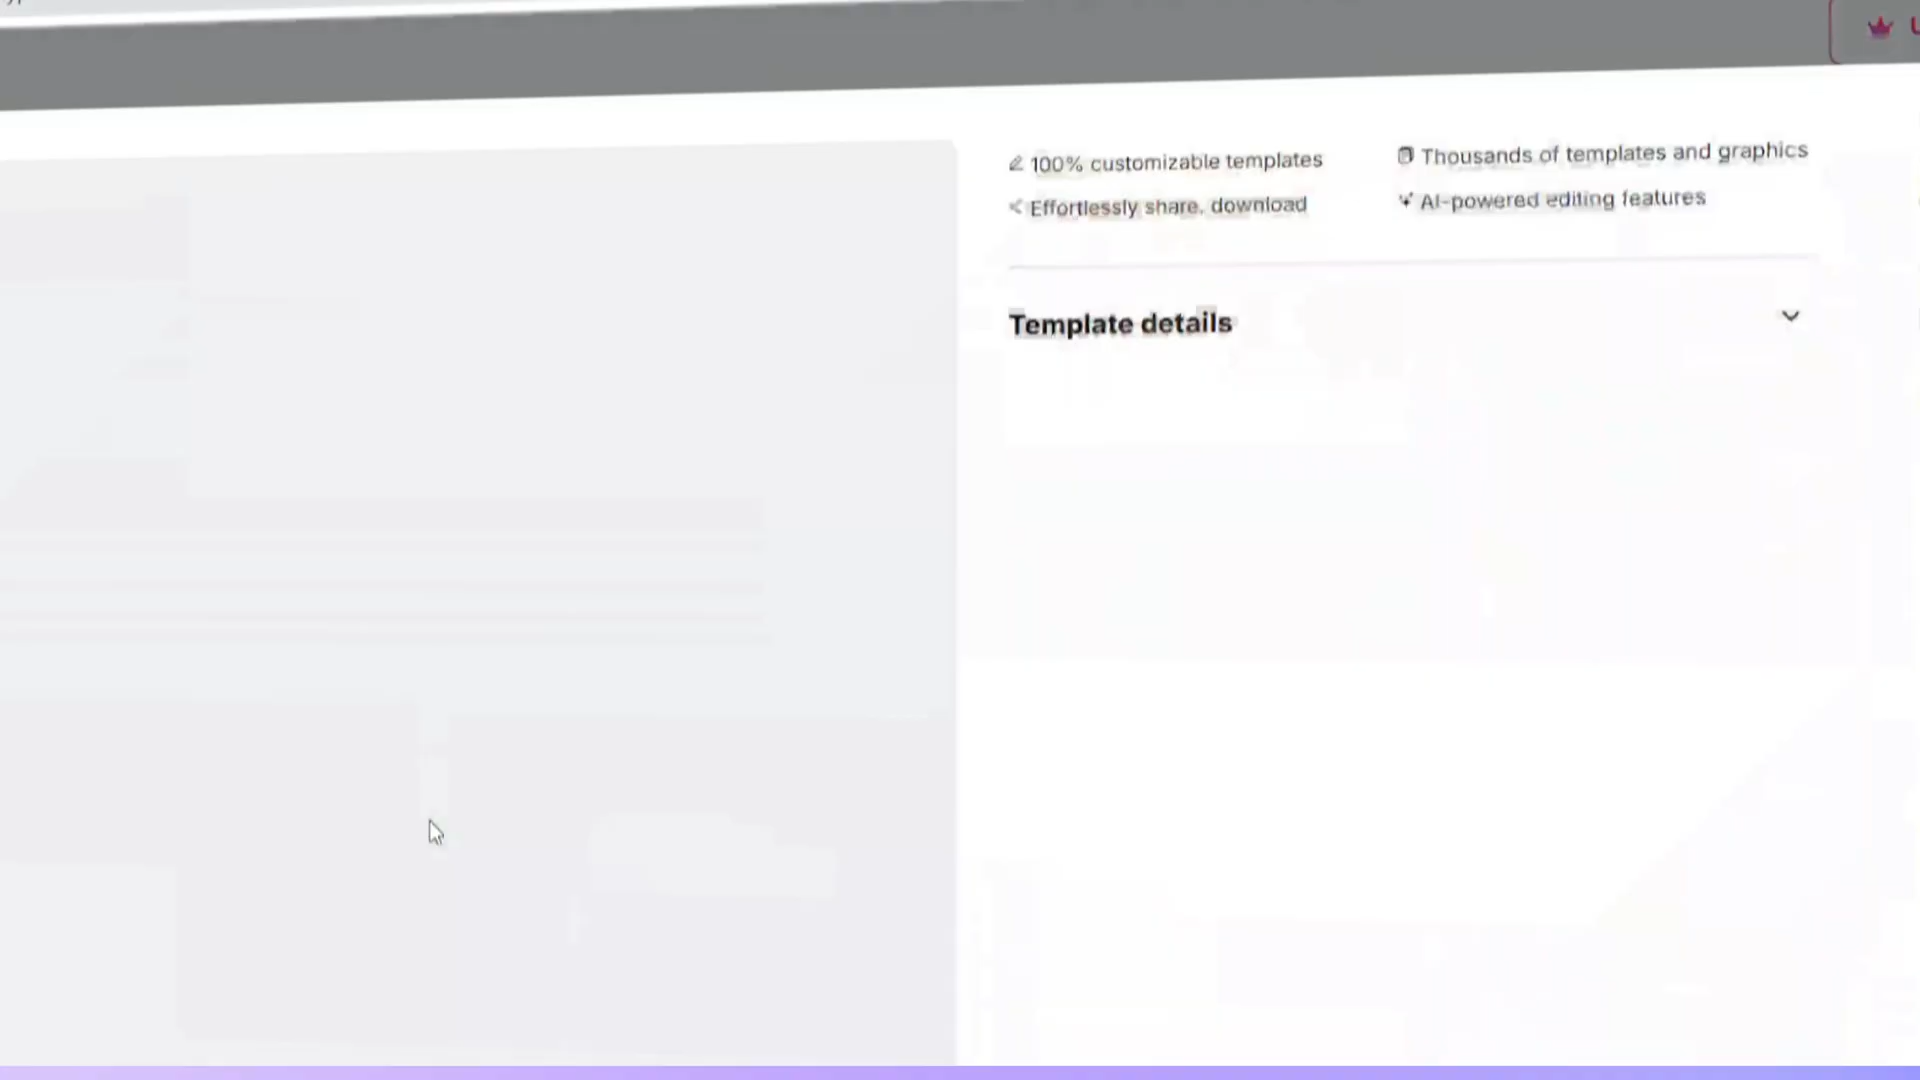 100% customizable templates
Thousands of templates and graphics
Effortlessly share, download
AI-powered editing features
Template details